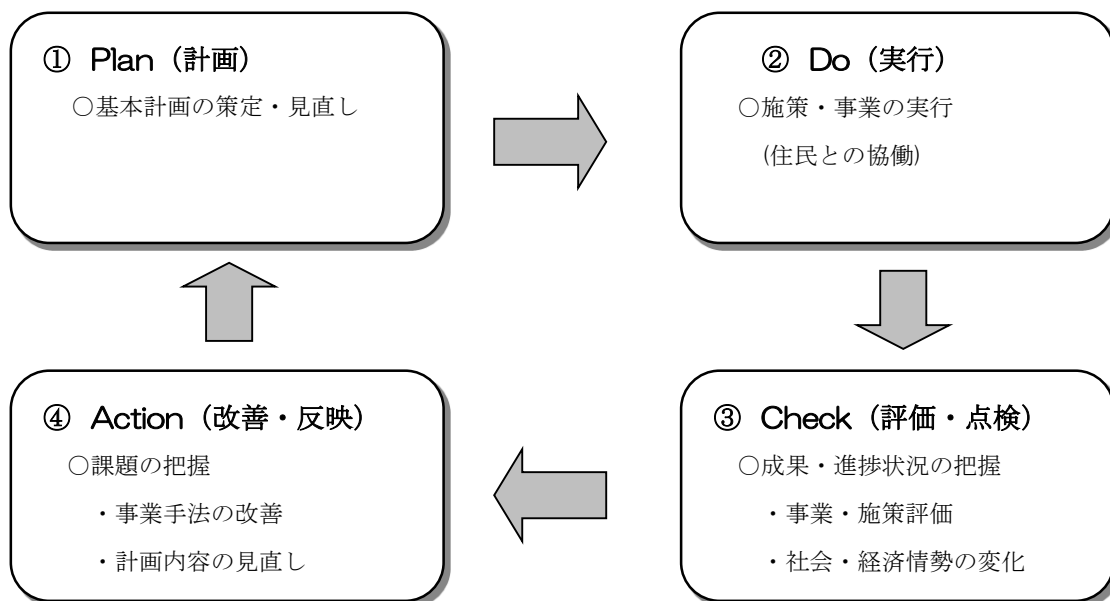 ① Plan（計画）
○基本計画の策定・見直し
② Do（実行）
○施策・事業の実行
(住民との協働)
③ Check（評価・点検）
○成果・進捗状況の把握
・事業・施策評価
・社会・経済情勢の変化
④ Action（改善・反映）
○課題の把握
・事業手法の改善
・計画内容の見直し